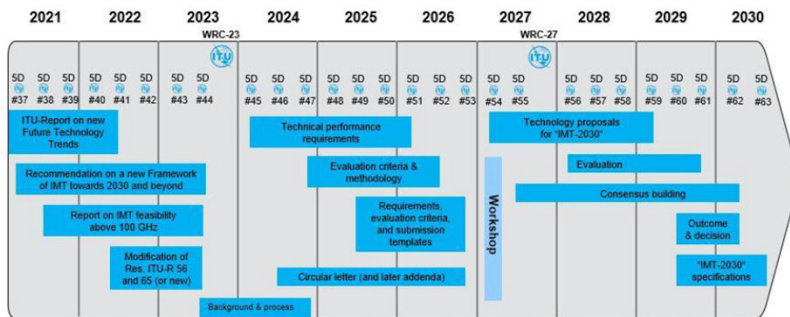 2021 2022 2023 2024 2025 2026 2027 2028 2029 2030
WRC-23 WRC-27
ITU ITU
5D 5D 5D 5D 5D 5D 5D 5D 5D 5D 5D 5D 5D 5D 5D 5D 5D 5D 5D 5D 5D 5D 5D 5D 5D 5D 5D
#37 #38 #39 #40 #41 #42 #43 #44 #45 #46 #47 #48 #49 #50 #51 #52 #53 #54 #55 #56 #57 #58 #59 #60 #61 #62 #63
ITU-Report on new
Future Technology
Trends
Recommendation on a new Framework
of IMT towards 2030 and beyond
Report on IMT feasibility
above 100 GHz
Modification of
Res. ITU-R 56
and 65 (or new)
Background & process
Technical performance
requirements
Evaluation criteria &
methodology
Requirements,
evaluation criteria,
and submission
templates
Circular letter (and later addenda)
Workshop
Technology proposals
for "IMT-2030"
Evaluation
Consensus building
Outcome
& decision
"IMT-2030"
specifications